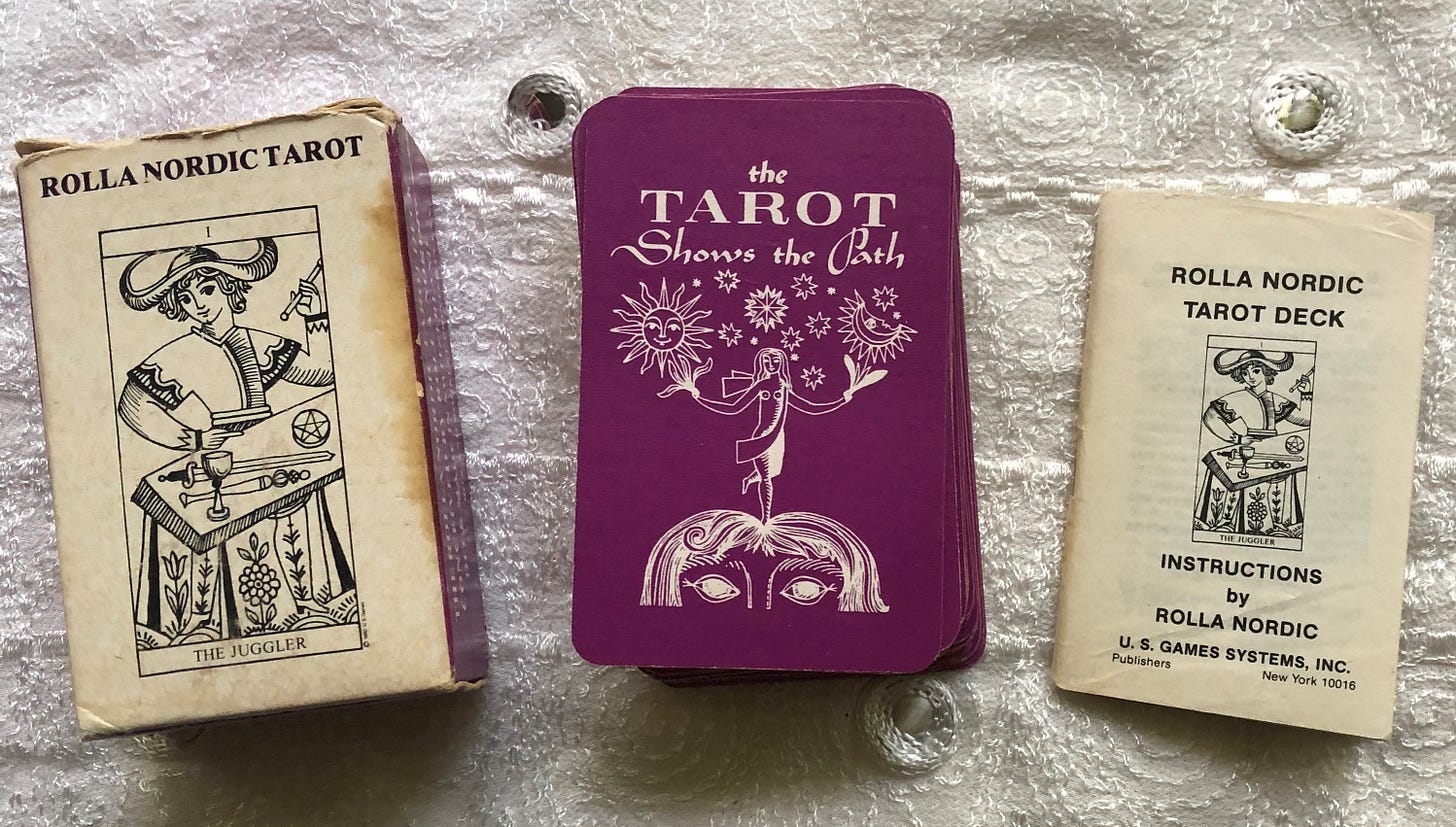 ROLLA NORDIC TAROT
I
THE JUGGLER
the
TAROT
Shows the Path
ROLLA NORDIC
TAROT DECK
I
THE JUGGLER
INSTRUCTIONS
by
ROLLA NORDIC
U. S. GAMES SYSTEMS, INC.
Publishers
New York 10016